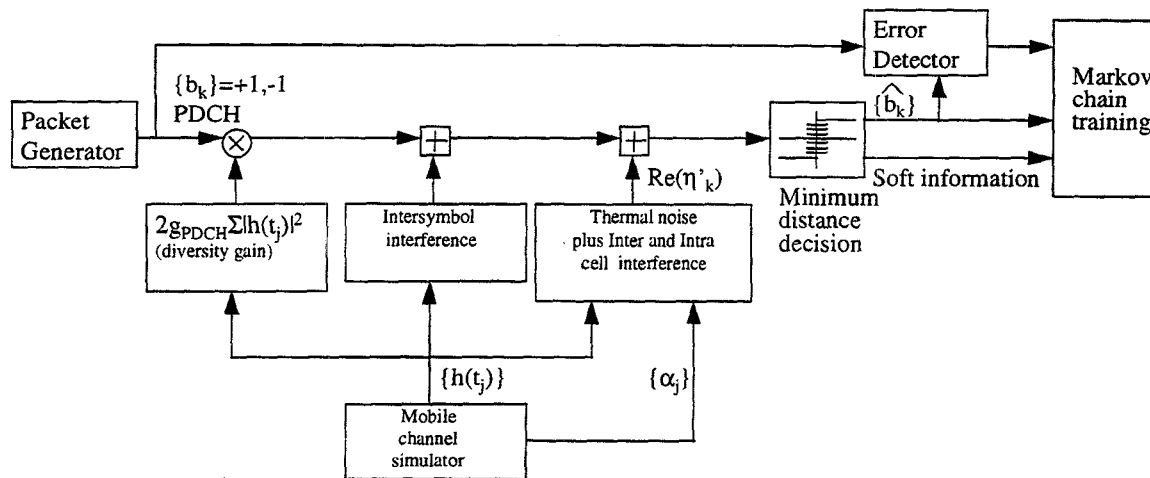 Error
Detector
{b_k}=+1,-1
PDCH
Packet
Generator
{b̂_k}
Markov
chain
training
Re(η'_k)
Soft information
Minimum
distance
decision
2g_PDCH Σ|h(t_j)|²
(diversity gain)
Intersymbol
interference
Thermal noise
plus Inter and Intra
cell interference
{h(t_j)}
{α_j}
Mobile
channel
simulator